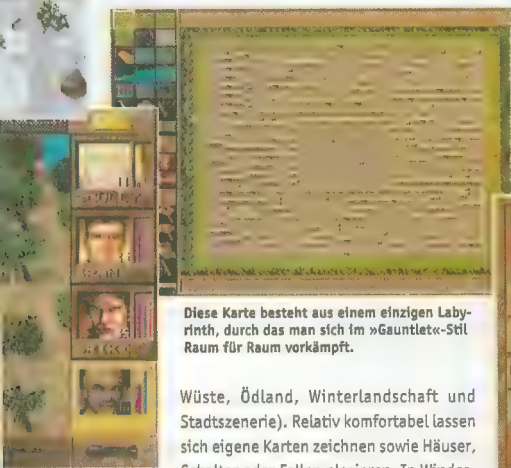 Diese Karte besteht aus einem einzigen Laby-
rinth, durch das man sich im »Gauntlet«-Stil
Raum für Raum vorkämpft.
Wüste, Ödland, Winterlandschaft und
Stadtszenerie). Relativ komfortabel lassen
sich eigene Karten zeichnen sowie Häuser,